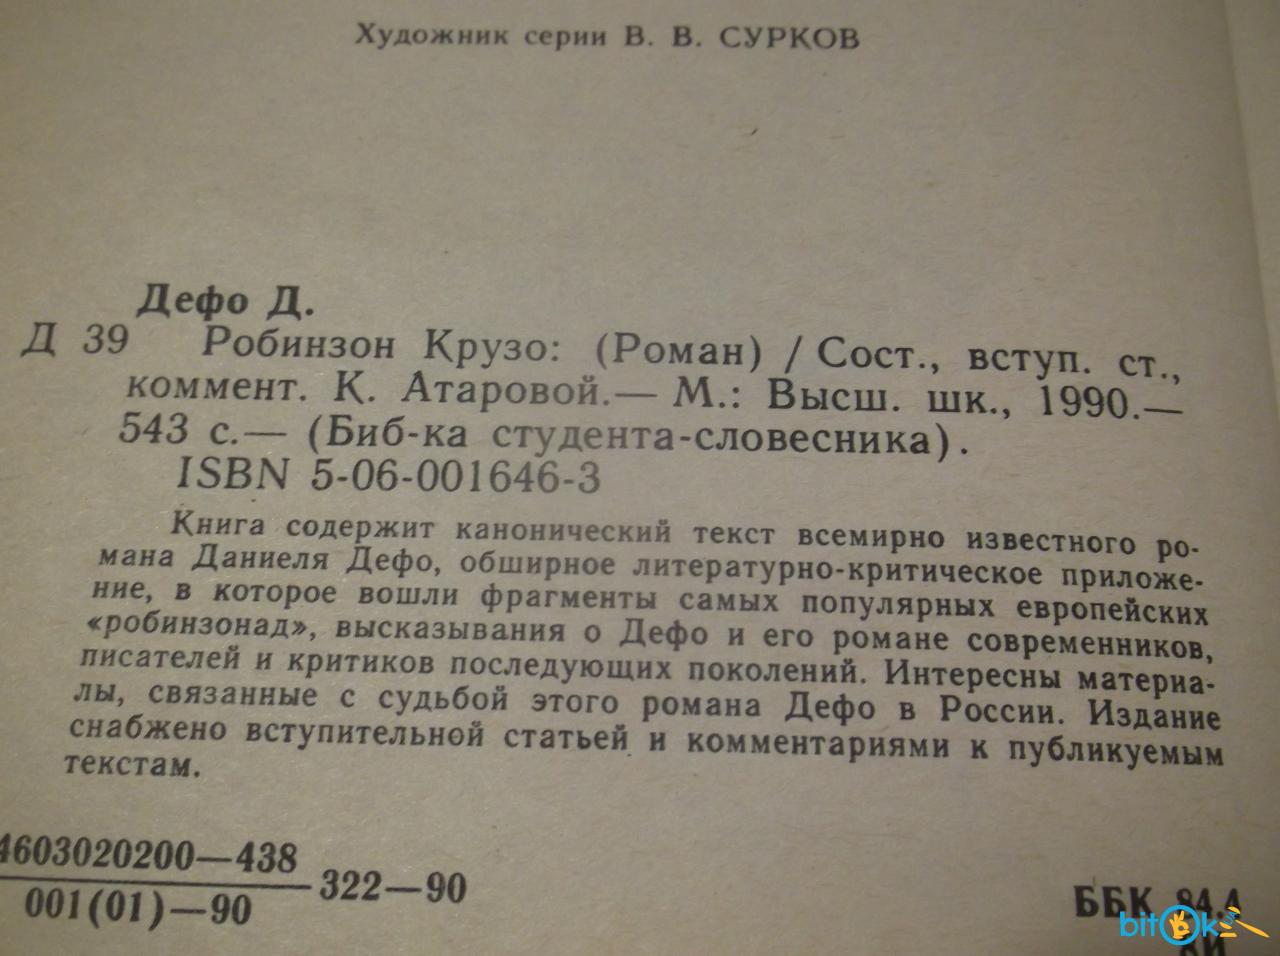 Художник серии В. В. СУРКОВ
Дефо Д.
Д 39 Робинзон Крузо: (Роман) / Сост., вступ. ст.,
коммент. К. Атаровой.— М.: Высш. шк., 1990.—
543 с.— (Биб-ка студента-словесника).
ISBN 5-06-001646-3
Книга содержит канонический текст всемирно известного ро-
мана Даниеля Дефо, обширное литературно-критическое приложе-
ние, в которое вошли фрагменты самых популярных европейских
«робинзонад», высказывания о Дефо и его романе современников,
писателей и критиков последующих поколений. Интересны материа-
лы, связанные с судьбой этого романа Дефо в России. Издание
снабжено вступительной статьей и комментариями к публикуемым
текстам.
4603020200—438
001(01)—90
322—90
ББК 84.4
8И